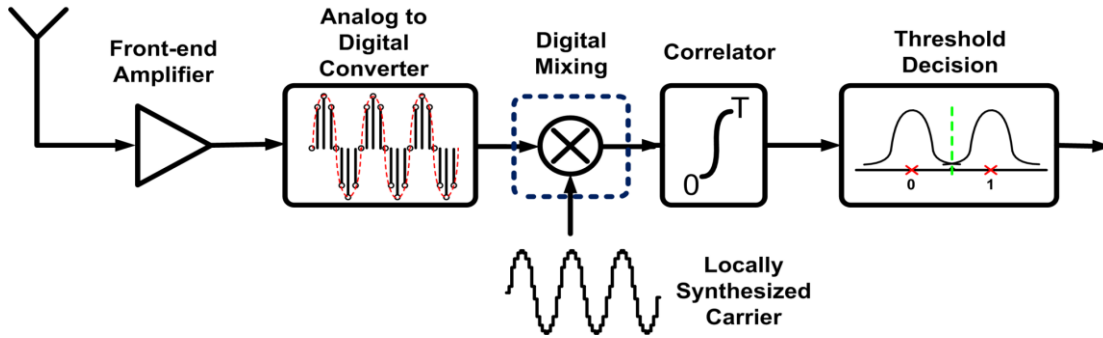 Front-end
Amplifier
Analog to
Digital
Converter
Digital
Mixing
Correlator
T
0
Threshold
Decision
0
1
Locally
Synthesized
Carrier